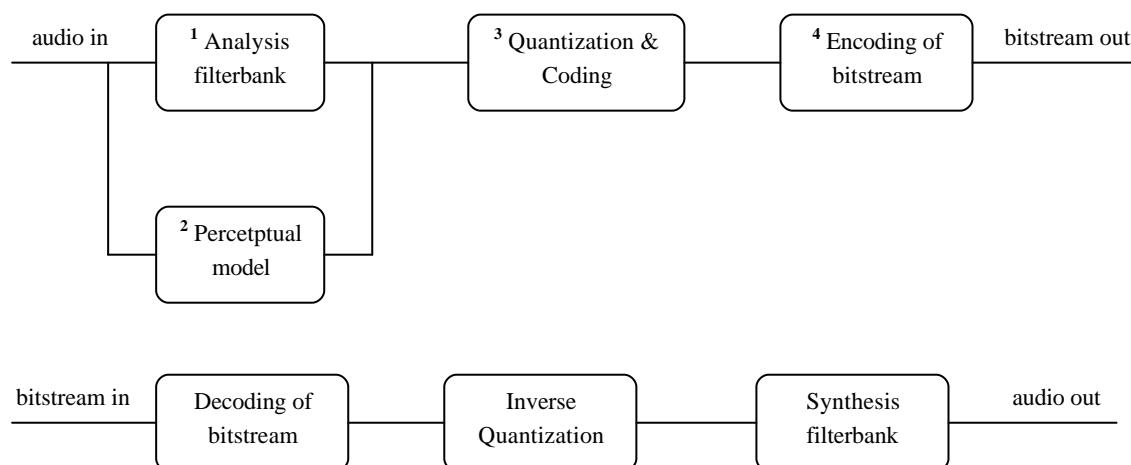 audio in
1 Analysis
filterbank
3 Quantization &
Coding
4 Encoding of
bitstream
bitstream out
2 Percetptual
model
bitstream in
Decoding of
bitstream
Inverse
Quantization
Synthesis
filterbank
audio out